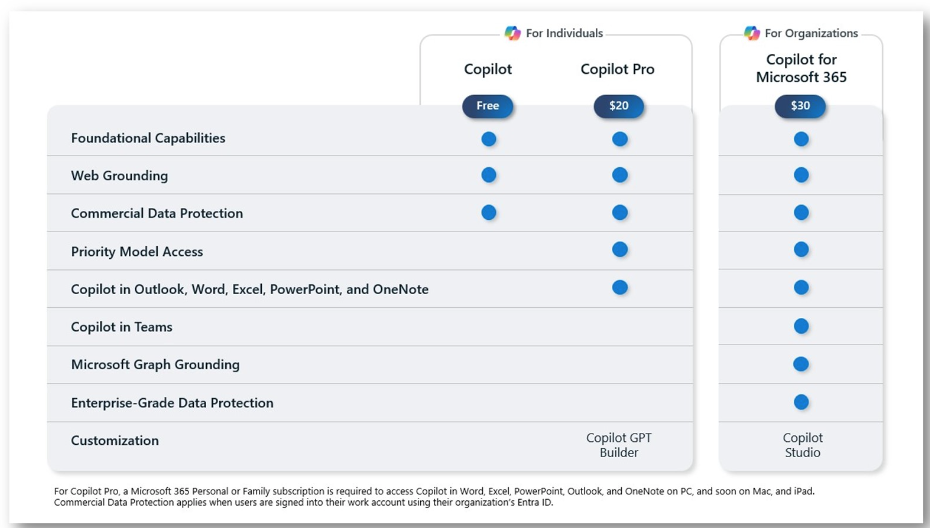 For Individuals
For Organizations
Copilot
Copilot Pro
Copilot for
Microsoft 365
Free
$20
$30
Foundational Capabilities
Web Grounding
Commercial Data Protection
Priority Model Access
Copilot in Outlook, Word, Excel, PowerPoint, and OneNote
Copilot in Teams
Microsoft Graph Grounding
Enterprise-Grade Data Protection
Customization
Copilot GPT
Builder
Copilot
Studio
For Copilot Pro, a Microsoft 365 Personal or Family subscription is required to access Copilot in Word, Excel, PowerPoint, Outlook, and OneNote on PC, and soon on Mac, and iPad.
Commercial Data Protection applies when users are signed into their work account using their organization's Entra ID.